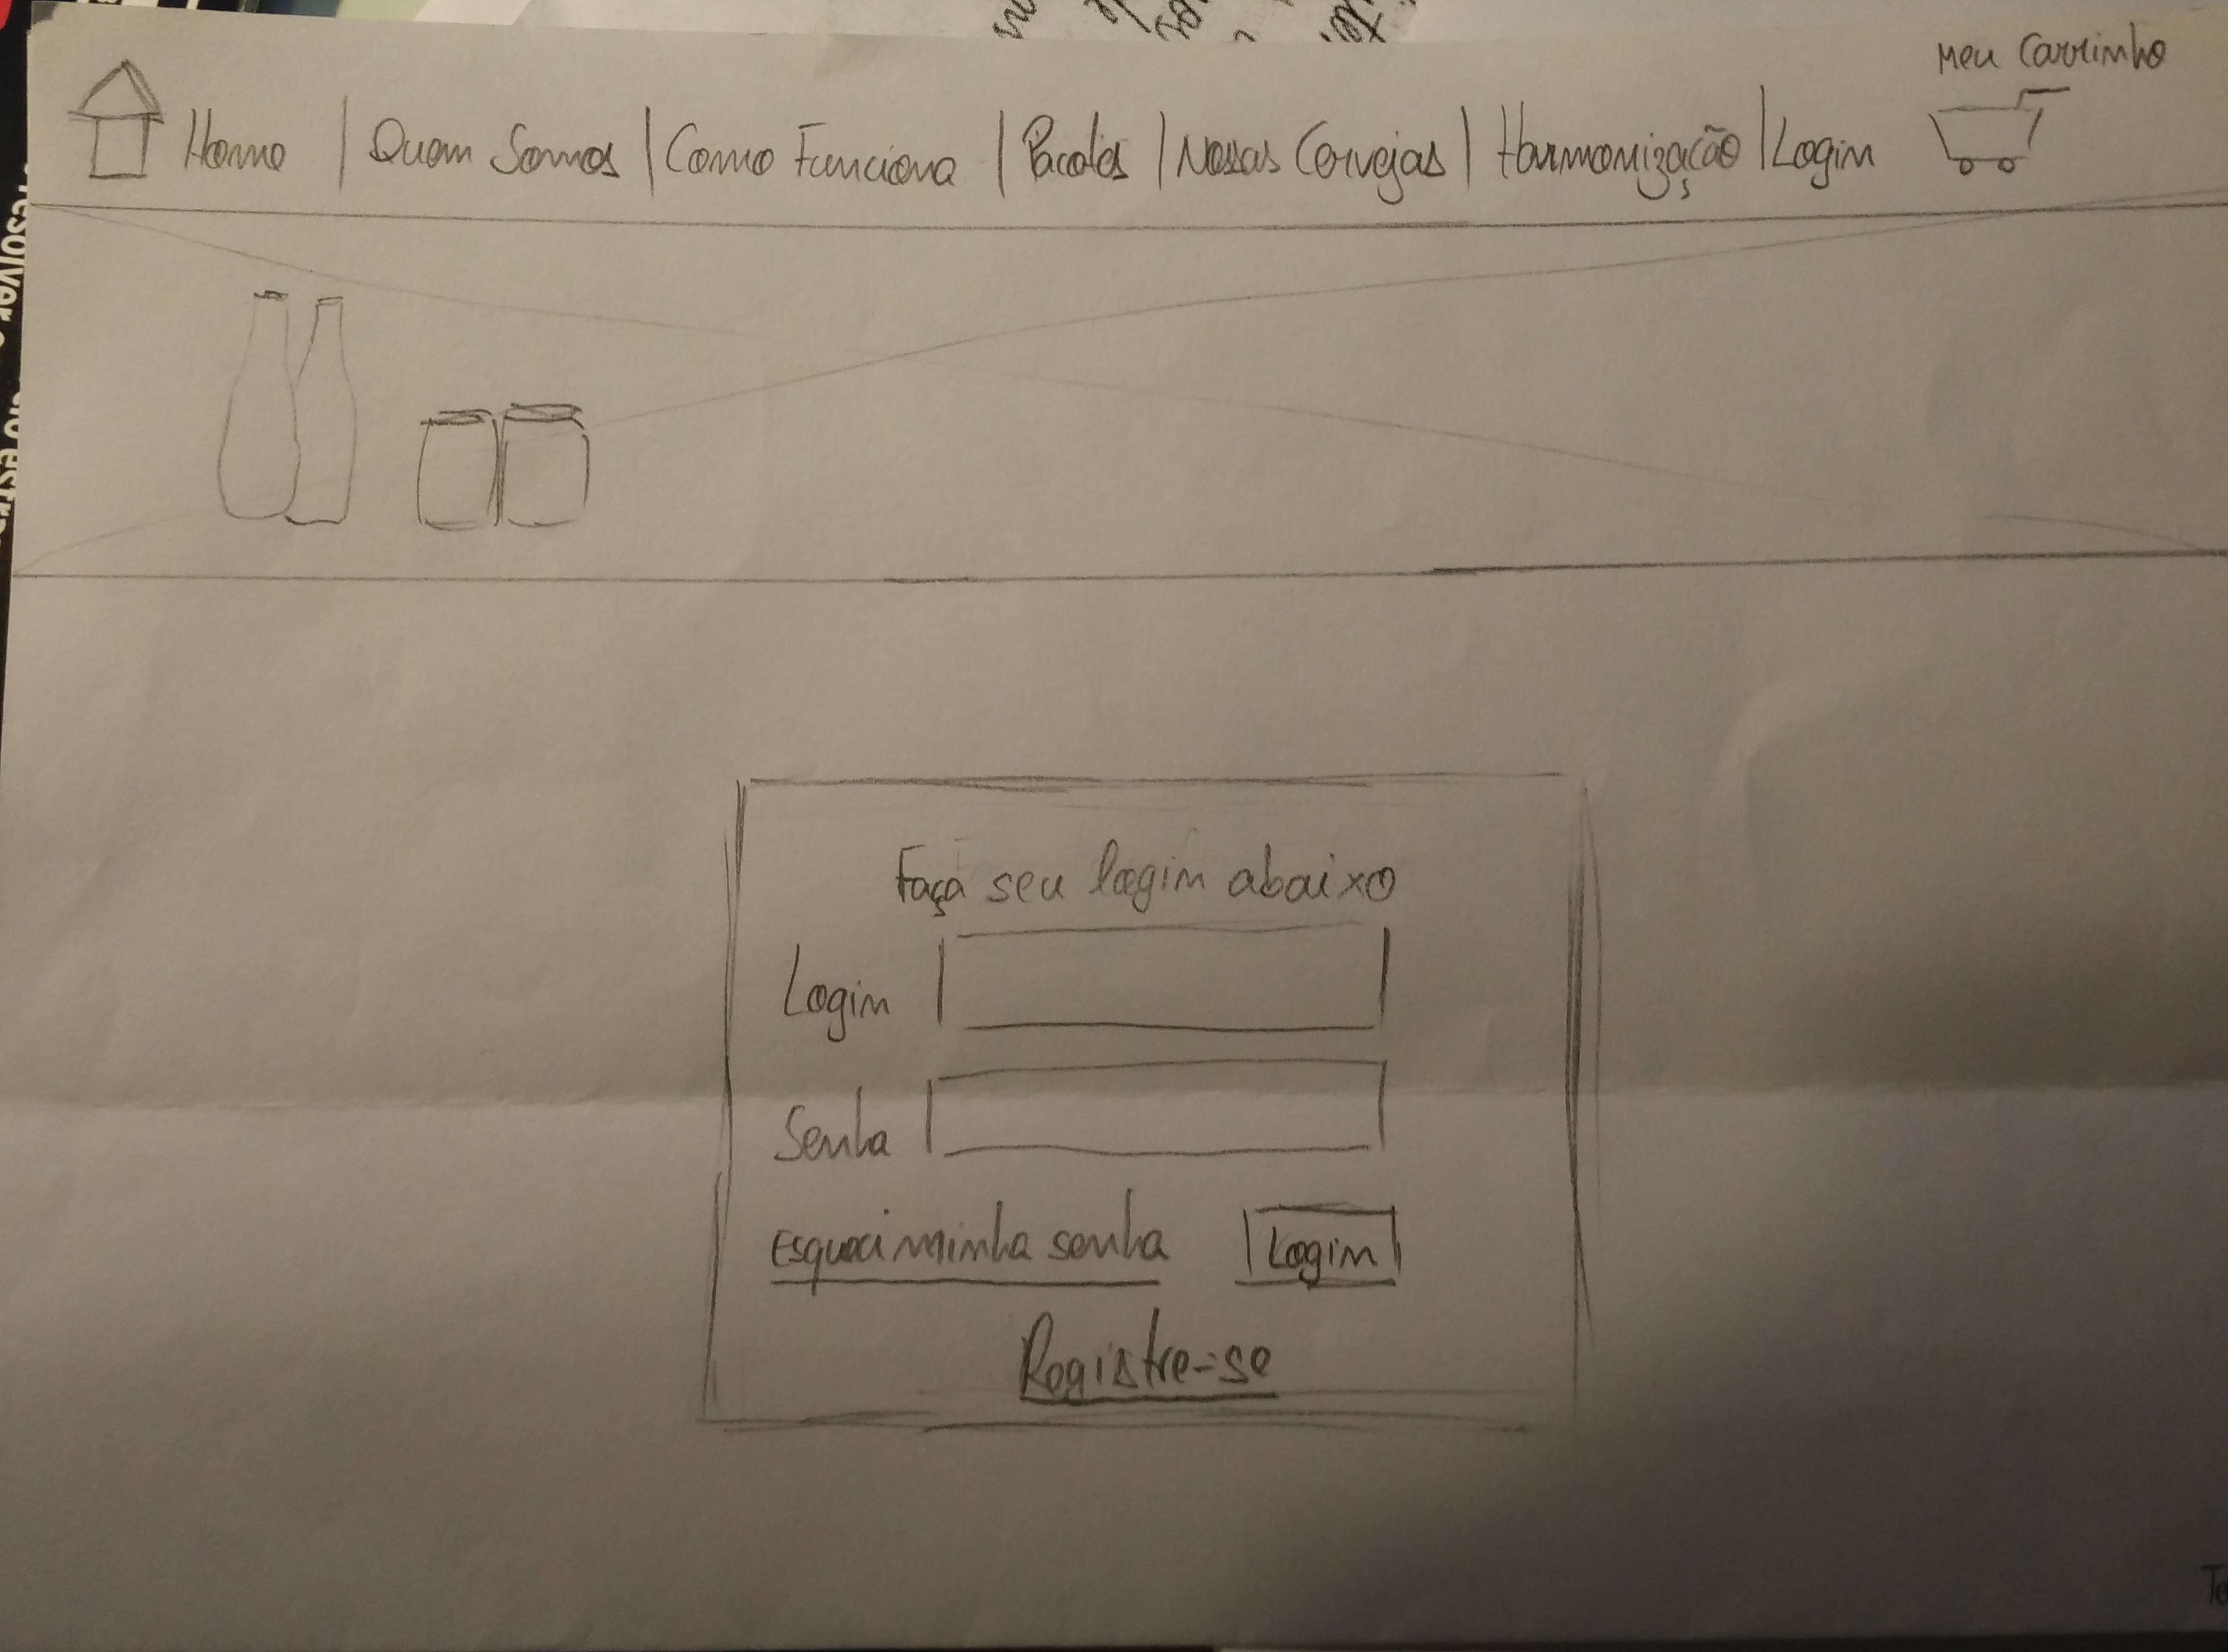 Meu Carrinho
Home | Quem Somos | Como Funciona | Pacotes | Nossas Cervejas | Harmonização | Login
Faça seu login abaixo
Login
Senha
Esqueci minha senha
Login
Registre-se